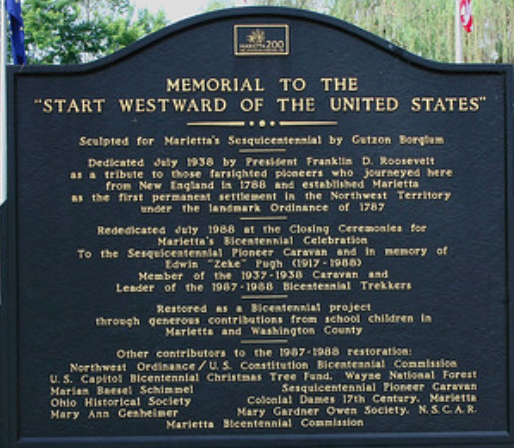 MARIETTA 200
MEMORIAL TO THE
"START WESTWARD OF THE UNITED STATES"
Sculpted for Marietta's Sesquicentennial by Gutzon Borglum
Dedicated July 1938 by President Franklin D. Roosevelt
as a tribute to those farsighted pioneers who journeyed here
from New England in 1788 and established Marietta
as the first permanent settlement in the Northwest Territory
under the landmark Ordinance of 1787
Rededicated July 1988 at the Closing Ceremonies for
Marietta's Bicentennial Celebration
To the Sesquicentennial Pioneer Caravan and in memory of
Edwin "Zeke" Pugh (1917-1988)
Member of the 1937-1938 Caravan and
Leader of the 1987-1988 Bicentennial Trekkers
Restored as a Bicentennial project
through generous contributions from school children in
Marietta and Washington County
Other contributors to the 1987-1988 restoration:
Northwest Ordinance/U.S. Constitution Bicentennial Commission
U.S. Capitol Bicentennial Christmas Tree Fund, Wayne National Forest
Marian Baesel Schimmel Sesquicentennial Pioneer Caravan
Ohio Historical Society Colonial Dames 17th Century, Marietta
Mary Ann Genheimer Mary Gardner Owen Society, N.S.C.A.R.
Marietta Bicentennial Commission